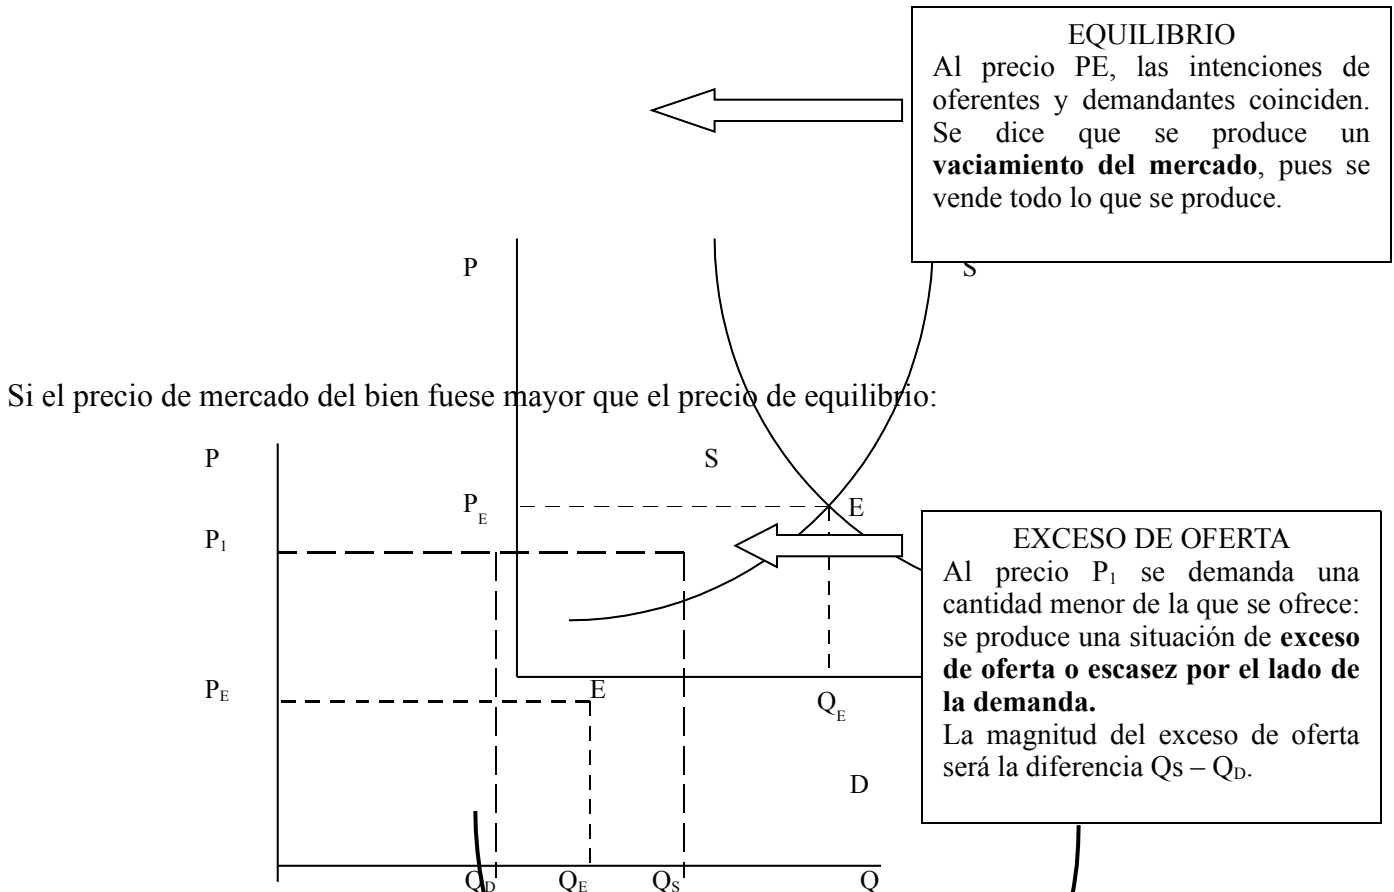 EQUILIBRIO
Al precio PE, las intenciones de
oferentes y demandantes coinciden.
Se dice que se produce un
vaciamiento del mercado, pues se
vende todo lo que se produce.
P
S
Si el precio de mercado del bien fuese mayor que el precio de equilibrio:
P
S
P_E
E
P₁
EXCESO DE OFERTA
Al precio P₁ se demanda una
cantidad menor de la que se ofrece:
se produce una situación de exceso
de oferta o escasez por el lado de
la demanda.
La magnitud del exceso de oferta
será la diferencia Qs – Q_D.
P_E
E
Q_E
D
Q_D
Q_E
Q_S
Q